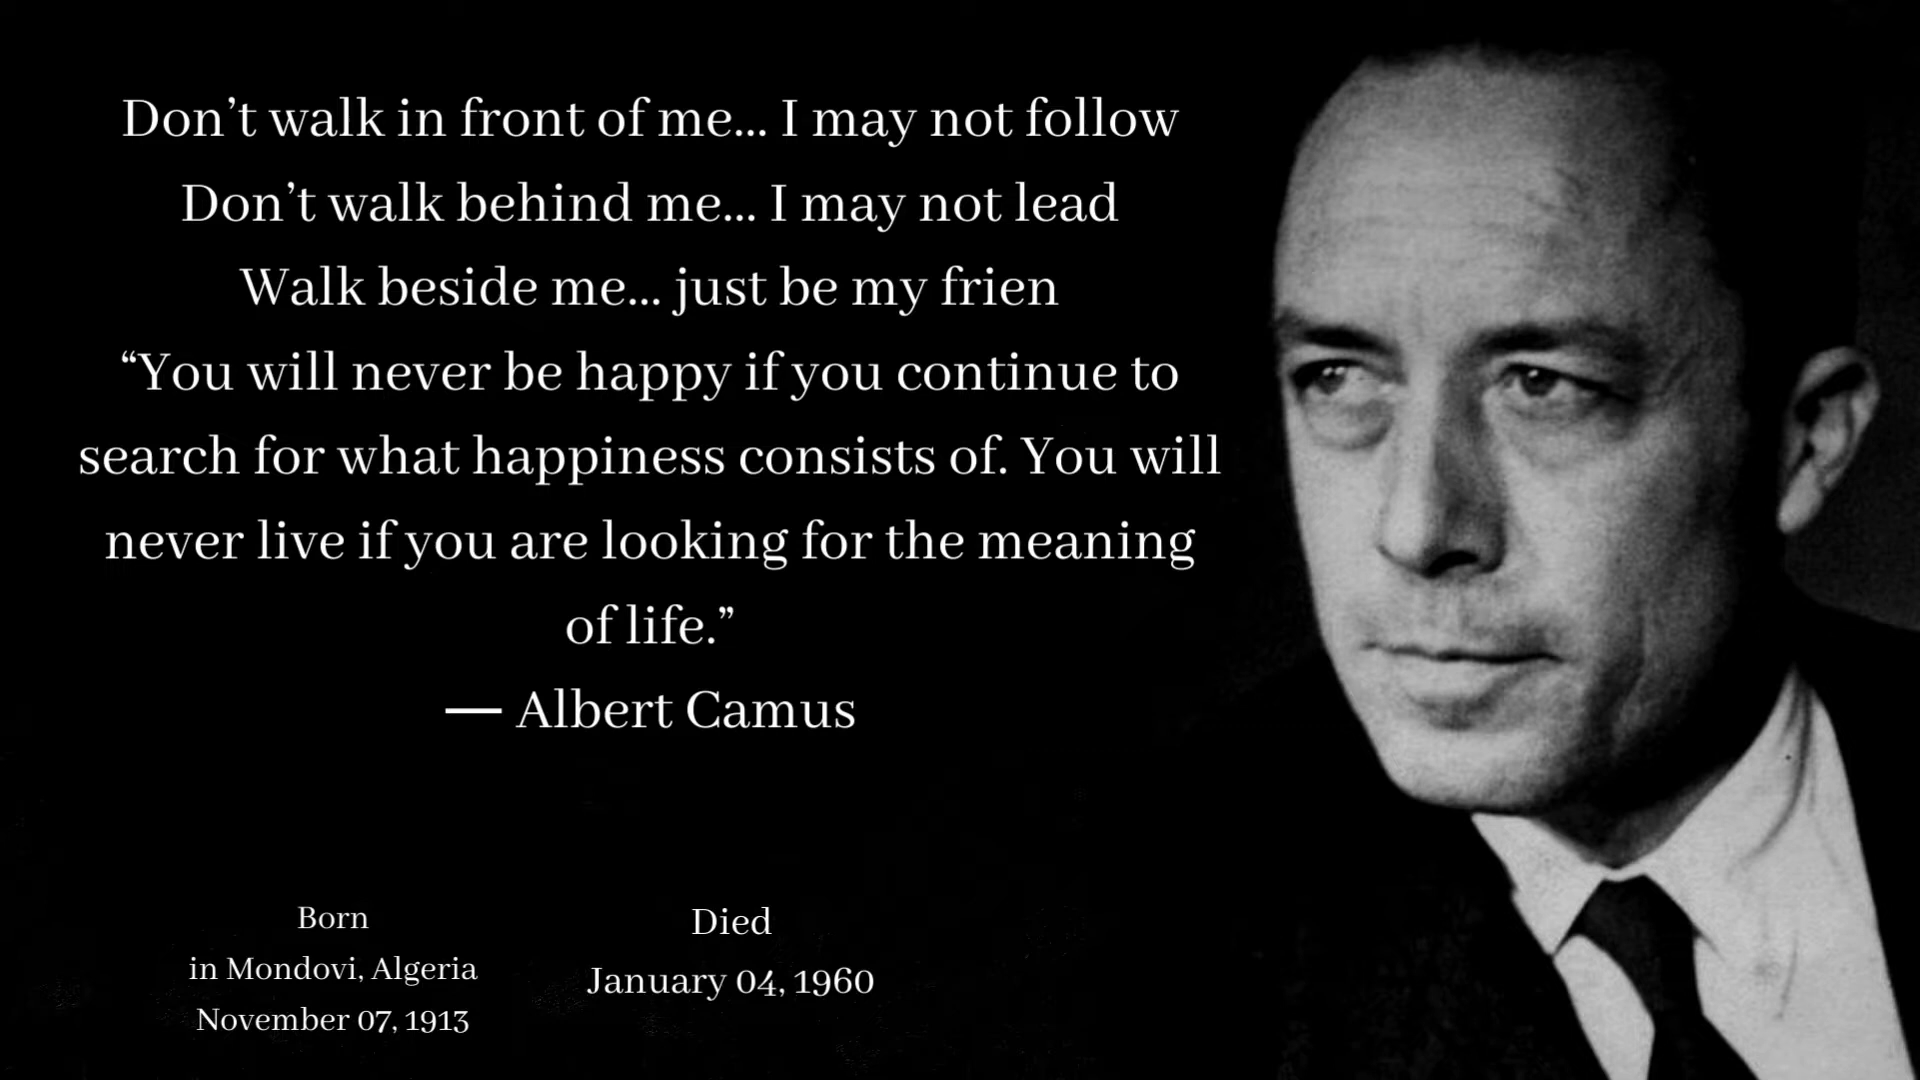 Don’t walk in front of me... I may not follow
Don’t walk behind me... I may not lead
Walk beside me... just be my frien
“You will never be happy if you continue to
search for what happiness consists of. You will
never live if you are looking for the meaning
of life.”
― Albert Camus
Born
in Mondovi, Algeria
November 07, 1913
Died
January 04, 1960